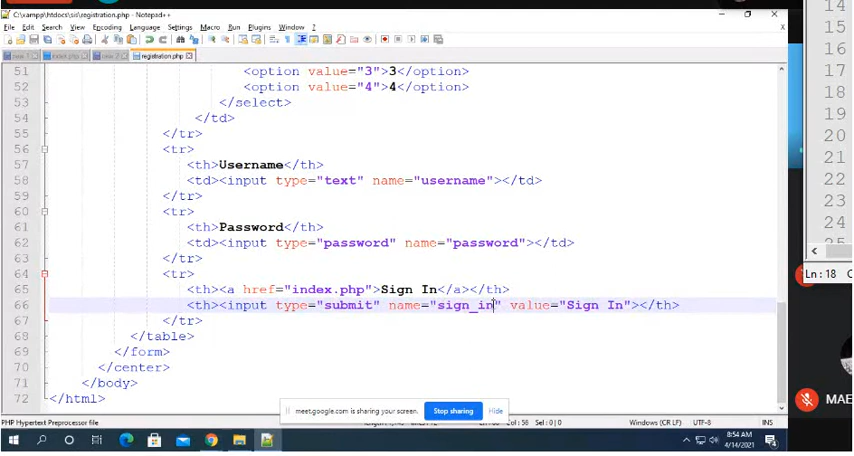 C:\xampp\htdocs\sis\registration.php - Notepad++
File Edit Search View Encoding Language Settings Tools Macro Run Plugins Window ?
registration.php
51 <option value="3">3</option>
52 <option value="4">4</option>
53 </select>
54 </td>
55 </tr>
56 <tr>
57 <th>Username</th>
58 <td><input type="text" name="username"></td>
59 </tr>
60 <tr>
61 <th>Password</th>
62 <td><input type="password" name="password"></td>
63 </tr>
64 <tr>
65 <th><a href="index.php">Sign In</a></th>
66 <th><input type="submit" name="sign_in" value="Sign In"></th>
67 </tr>
68 </table>
69 </form>
70 </center>
71 </body>
72 </html>
meet.google.com is sharing your screen. Stop sharing Hide
PHP Hypertext Preprocessor file
Windows (CR LF) UTF-8 INS
8:54 AM
4/14/2021
14
15
16
17
18
19
20
21
22
23
24
Ln : 18
MAE